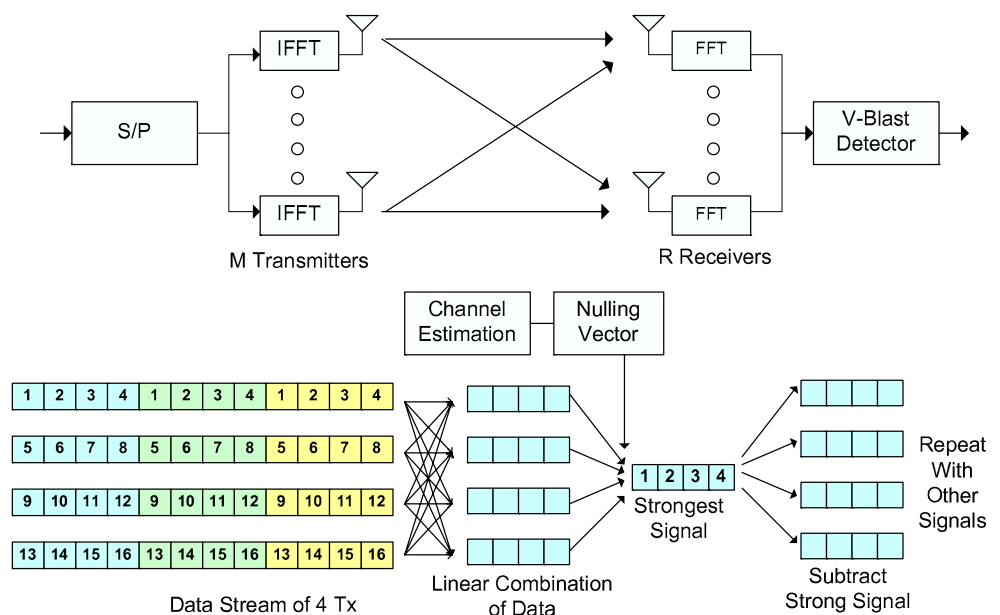 IFFT
FFT
S/P
V-Blast
Detector
IFFT
FFT
M Transmitters
R Receivers
Channel
Estimation
Nulling
Vector
1 2 3 4 1 2 3 4 1 2 3 4
5 6 7 8 5 6 7 8 5 6 7 8
9 10 11 12 9 10 11 12 9 10 11 12
13 14 15 16 13 14 15 16 13 14 15 16
1 2 3 4
Strongest
Signal
Repeat
With
Other
Signals
Data Stream of 4 Tx
Linear Combination
of Data
Subtract
Strong Signal